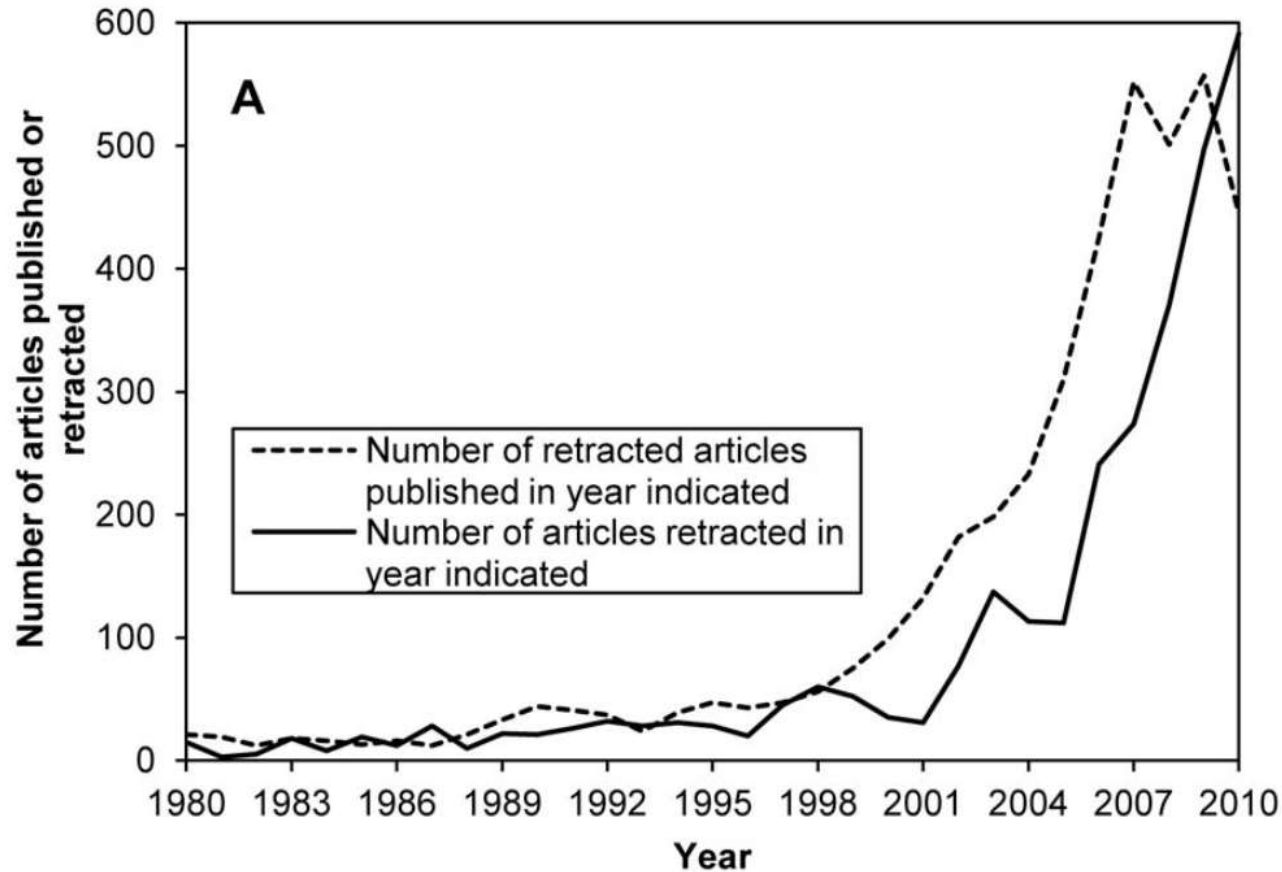 A
Number of articles published or
retracted
600
500
400
300
200
100
0
Number of retracted articles
published in year indicated
Number of articles retracted in
year indicated
1980 1983 1986 1989 1992 1995 1998 2001 2004 2007 2010
Year